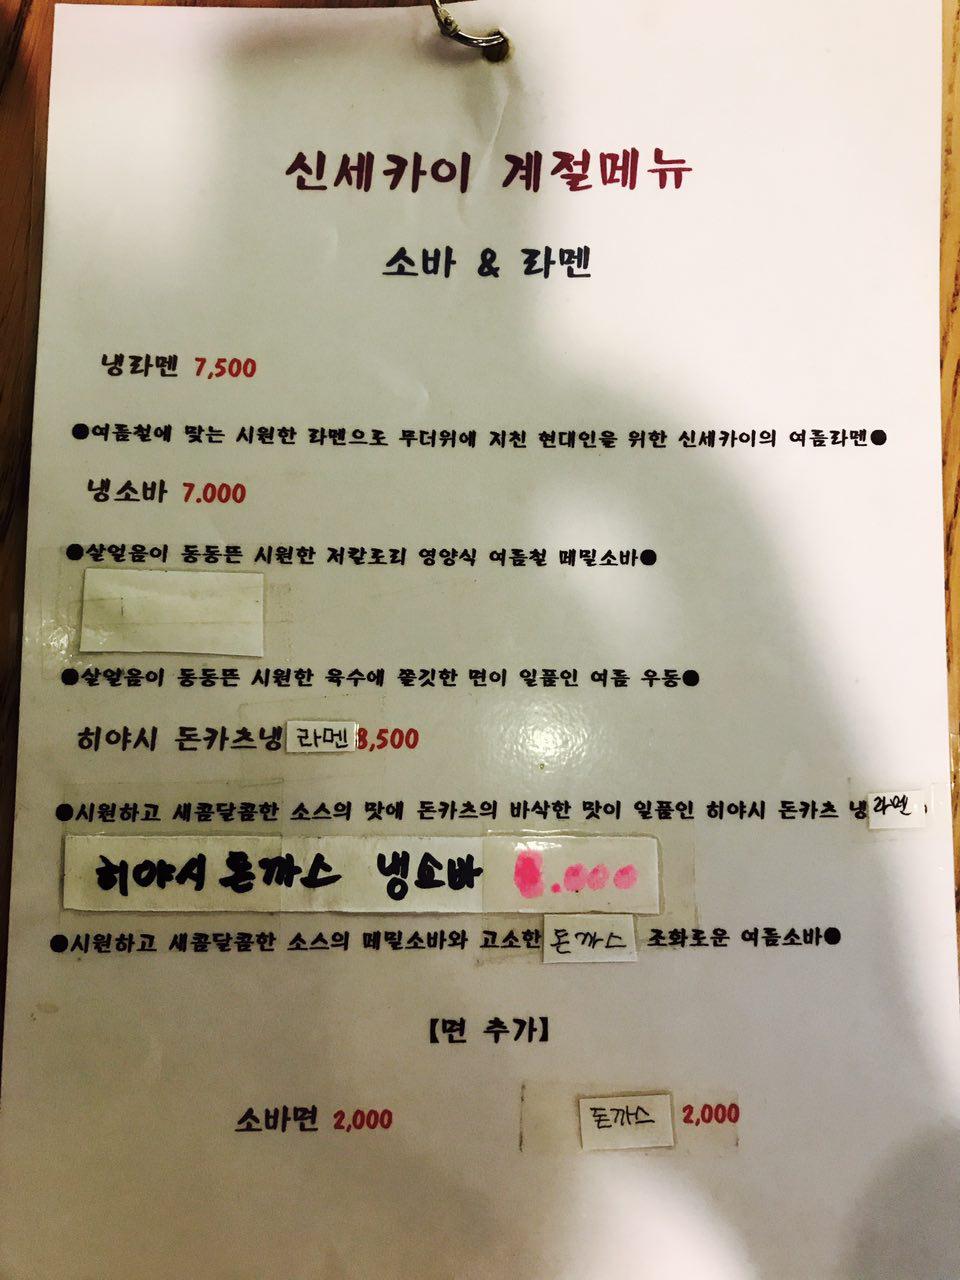 신세카이 계절메뉴
소바 & 라멘
냉라멘 7,500
●여름철에 맞는 시원한 라멘으로 무더위에 지친 현대인을 위한 신세카이의 여름라멘●
냉소바 7.000
●살얼음이 동동뜬 시원한 저칼로리 영양식 여름철 메밀소바●
●살얼음이 동동뜬 시원한 육수에 쫄깃한 면이 일품인 여름 우동●
히야시 돈카츠냉 라멘 8,500
●시원하고 새콤달콤한 소스의 맛에 돈카츠의 바삭한 맛이 일품인 히야시 돈카츠 냉 라멘
히야시 돈까스 냉소바
●시원하고 새콤달콤한 소스의 메밀소바와 고소한 돈까스 조화로운 여름소바●
【면 추가】
소바면 2,000 돈까스 2,000